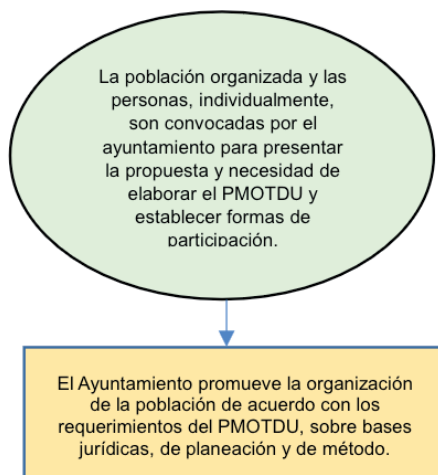 La población organizada y las
personas, individualmente,
son convocadas por el
ayuntamiento para presentar
la propuesta y necesidad de
elaborar el PMOTDU y
establecer formas de
participación.
El Ayuntamiento promueve la organización
de la población de acuerdo con los
requerimientos del PMOTDU, sobre bases
jurídicas, de planeación y de método.